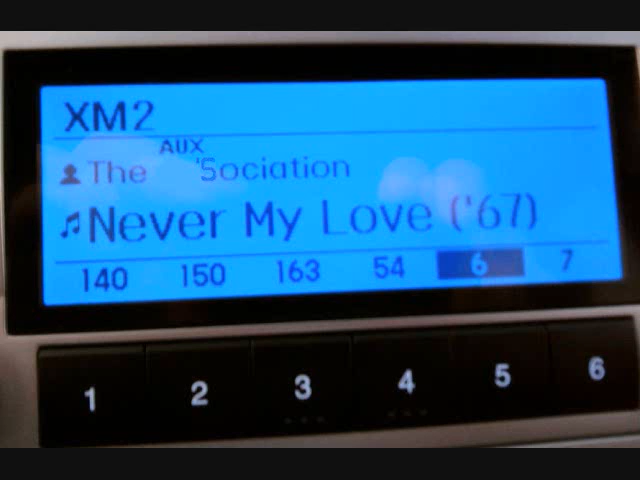 XM2
AUX
The 'Sociation
Never My Love ('67)
140 150 163 54 6 7
1 2 3 4 5 6